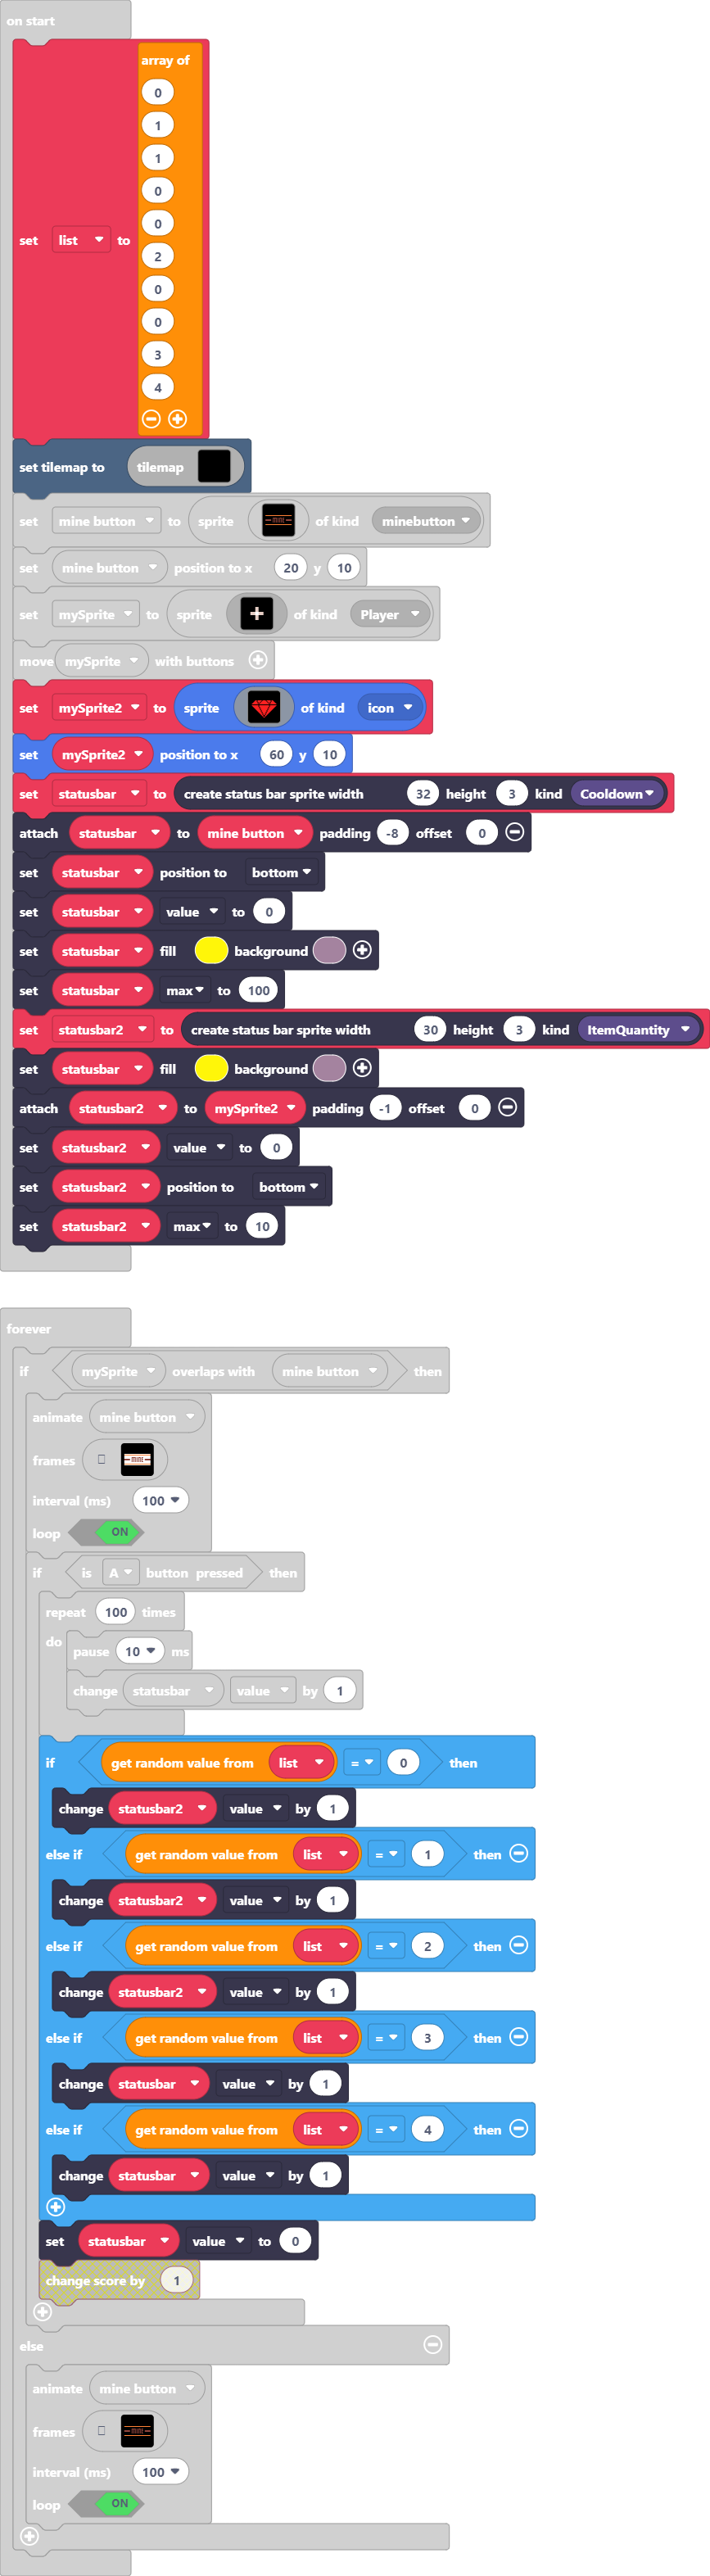 on start
array of
0
1
1
0
0
2
0
0
3
4
set list to
set tilemap to tilemap
set mine button to sprite MINE of kind minebutton
set mine button position to x 20 y 10
set mySprite to sprite of kind Player
move mySprite with buttons
set mySprite2 to sprite of kind icon
set mySprite2 position to x 60 y 10
set statusbar to create status bar sprite width 32 height 3 kind Cooldown
attach statusbar to mine button padding -8 offset 0
set statusbar position to bottom
set statusbar value to 0
set statusbar fill background
set statusbar max to 100
set statusbar2 to create status bar sprite width 30 height 3 kind ItemQuantity
set statusbar fill background
attach statusbar2 to mySprite2 padding -1 offset 0
set statusbar2 value to 0
set statusbar2 position to bottom
set statusbar2 max to 10
forever
if mySprite overlaps with mine button then
animate mine button
frames MINE
interval (ms) 100
loop ON
if is A button pressed then
repeat 100 times
do pause 10 ms
change statusbar value by 1
if get random value from list = 0 then
change statusbar2 value by 1
else if get random value from list = 1 then
change statusbar2 value by 1
else if get random value from list = 2 then
change statusbar2 value by 1
else if get random value from list = 3 then
change statusbar value by 1
else if get random value from list = 4 then
change statusbar value by 1
set statusbar value to 0
change score by 1
else
animate mine button
frames MINE
interval (ms) 100
loop ON